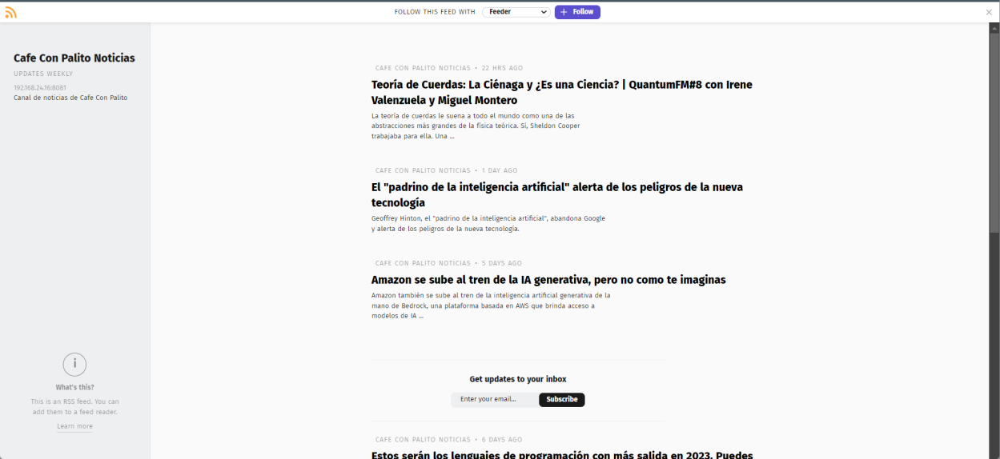 FOLLOW THIS FEED WITH Feeder + Follow
Cafe Con Palito Noticias
UPDATES WEEKLY
192.168.24.16:8081
Canal de noticias de Cafe Con Palito
CAFE CON PALITO NOTICIAS • 22 HRS AGO
Teoría de Cuerdas: La Ciénaga y ¿Es una Ciencia? | QuantumFM#8 con Irene
Valenzuela y Miguel Montero
La teoría de cuerdas le suena a todo el mundo como una de las
abstracciones más grandes de la física teórica. Sí, Sheldon Cooper
trabajaba para ella. Una ...
CAFE CON PALITO NOTICIAS • 1 DAY AGO
El "padrino de la inteligencia artificial" alerta de los peligros de la nueva
tecnología
Geoffrey Hinton, el "padrino de la inteligencia artificial", abandona Google
y alerta de los peligros de la nueva tecnología.
CAFE CON PALITO NOTICIAS • 5 DAYS AGO
Amazon se sube al tren de la IA generativa, pero no como te imaginas
Amazon también se sube al tren de la inteligencia artificial generativa de la
mano de Bedrock, una plataforma basada en AWS que brinda acceso a
modelos de IA ...
Get updates to your inbox
Enter your email... Subscribe
CAFE CON PALITO NOTICIAS • 6 DAYS AGO
Estos serán los lenguajes de programación con más salida en 2023. Puedes
i
What's this?
This is an RSS feed. You can
add them to a feed reader.
Learn more